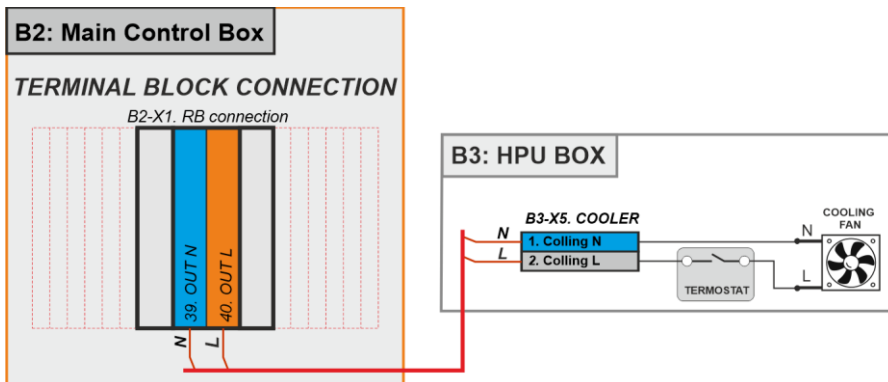 B2: Main Control Box
TERMINAL BLOCK CONNECTION
B2-X1. RB connection
39. OUT N
40. OUT L
N
L
B3: HPU BOX
B3-X5. COOLER
N
1. Colling N
L
2. Colling L
TERMOSTAT
N
L
COOLING
FAN